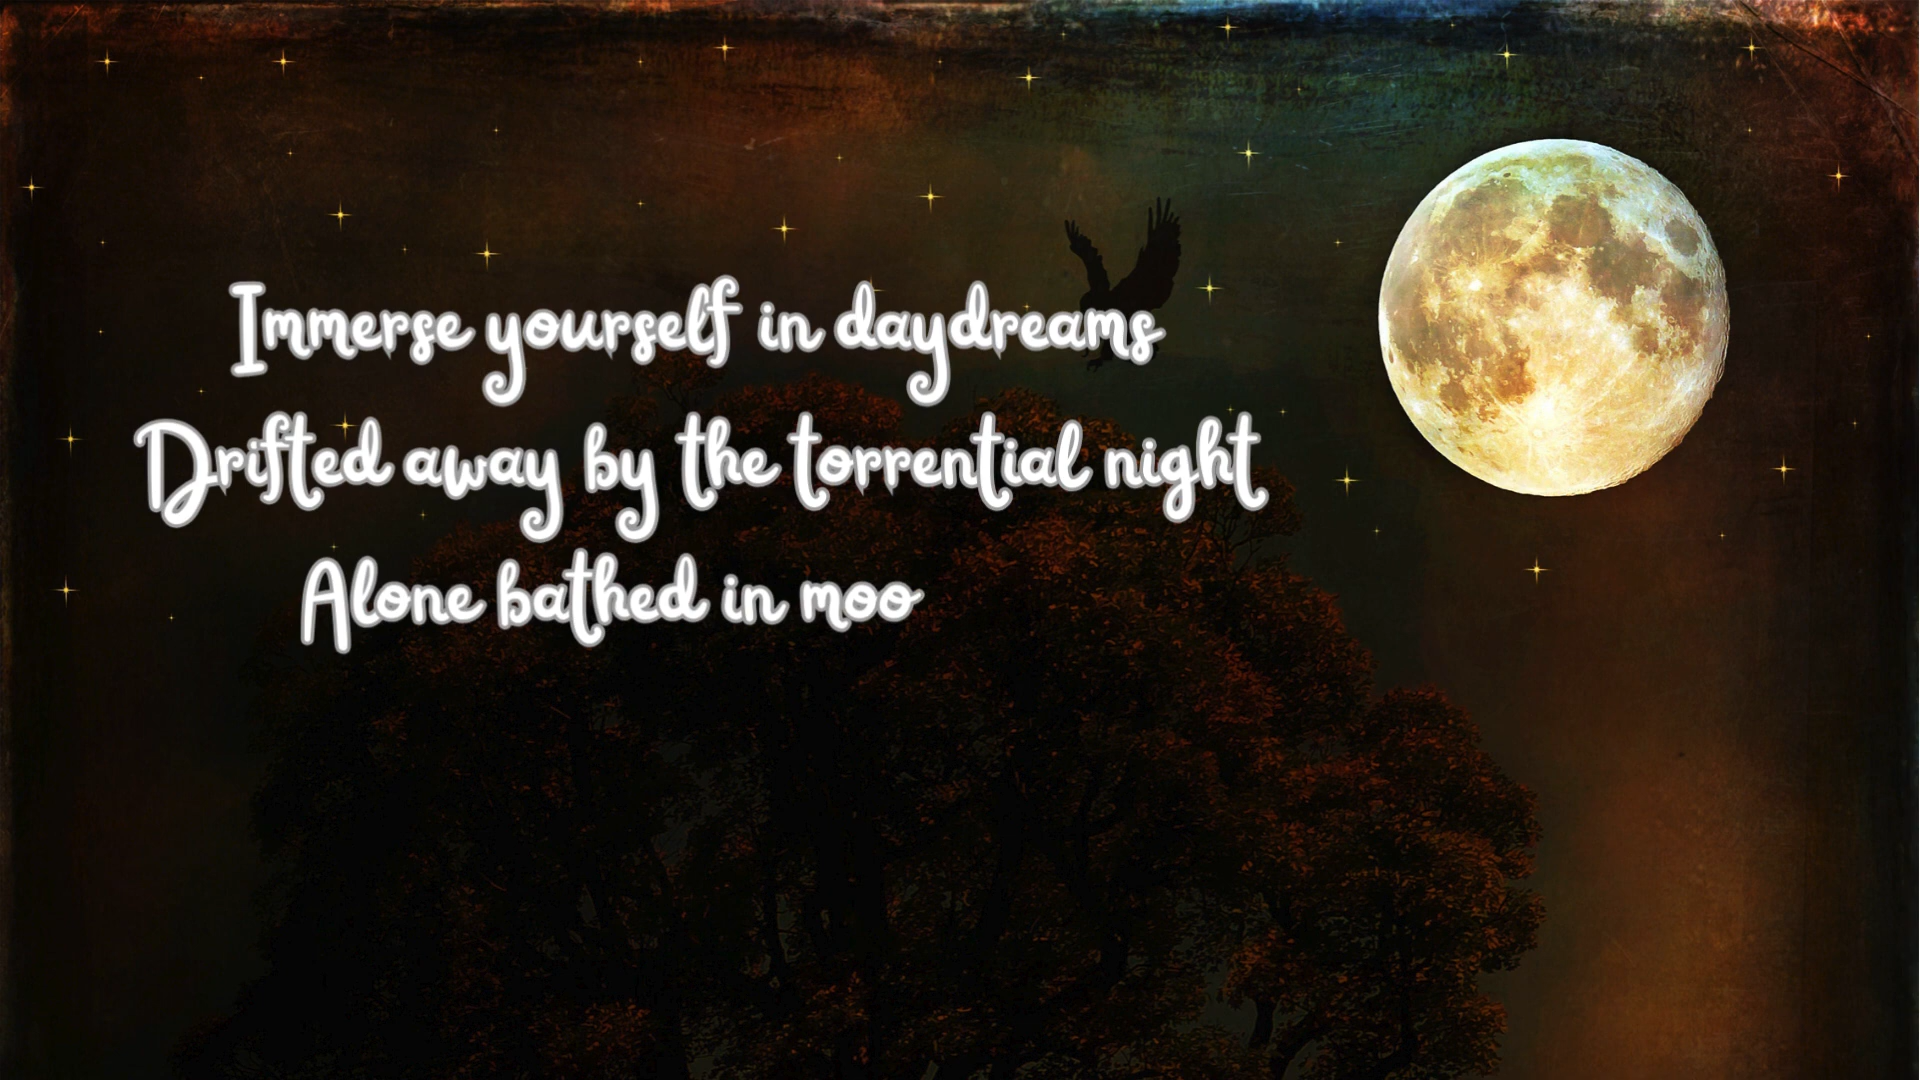 Immerse yourself in daydreams
Drifted away by the torrential night
Alone bathed in moo